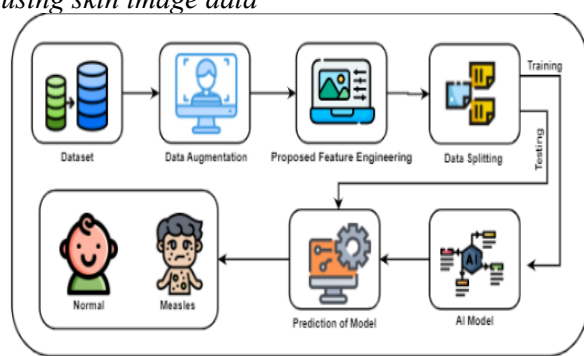 using skin image data
Training
Dataset
Data Augmentation
Proposed Feature Engineering
Data Splitting
Testing
AI
Normal
Measles
Prediction of Model
AI Model